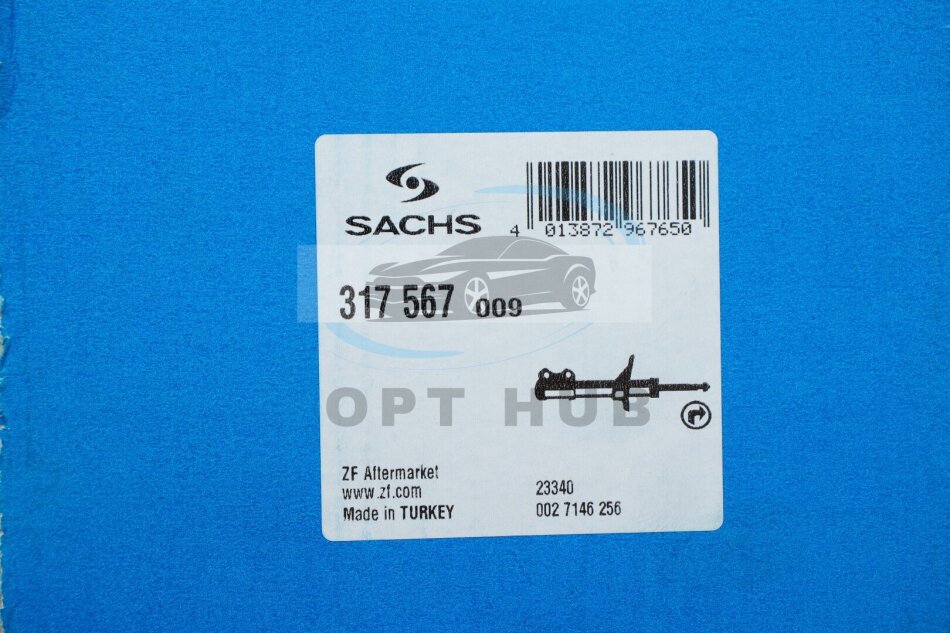 SACHS
4 013872 967650
317 567 009
OPT HUB
ZF Aftermarket
www.zf.com
Made in TURKEY
23340
002 7146 256